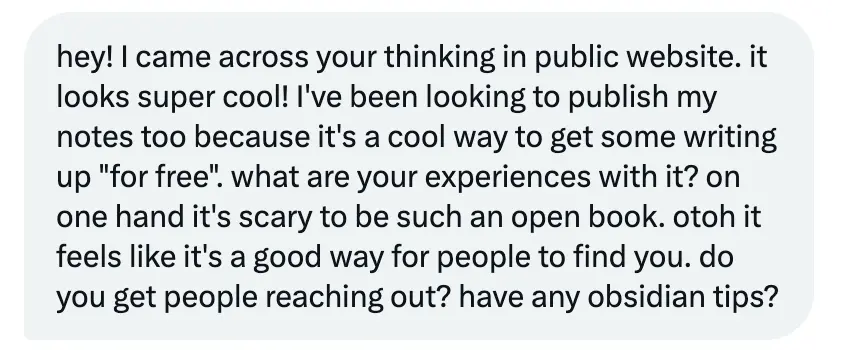 hey! I came across your thinking in public website. it
looks super cool! I've been looking to publish my
notes too because it's a cool way to get some writing
up "for free". what are your experiences with it? on
one hand it's scary to be such an open book. otoh it
feels like it's a good way for people to find you. do
you get people reaching out? have any obsidian tips?